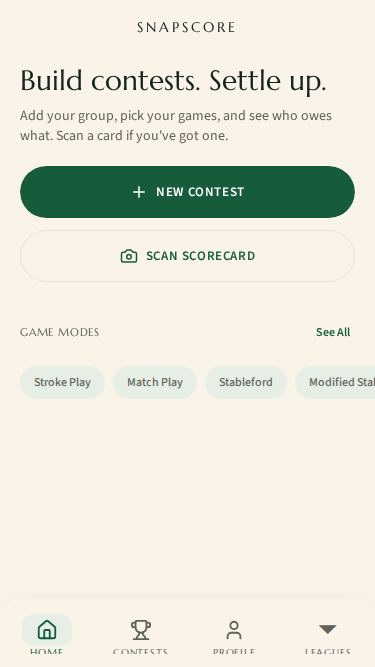 SNAPSCORE
Build contests. Settle up.
Add your group, pick your games, and see who owes
what. Scan a card if you've got one.
NEW CONTEST
SCAN SCORECARD
GAME MODES See All
Stroke Play Match Play Stableford Modified Stab
HOME CONTESTS PROFILE LEAGUES